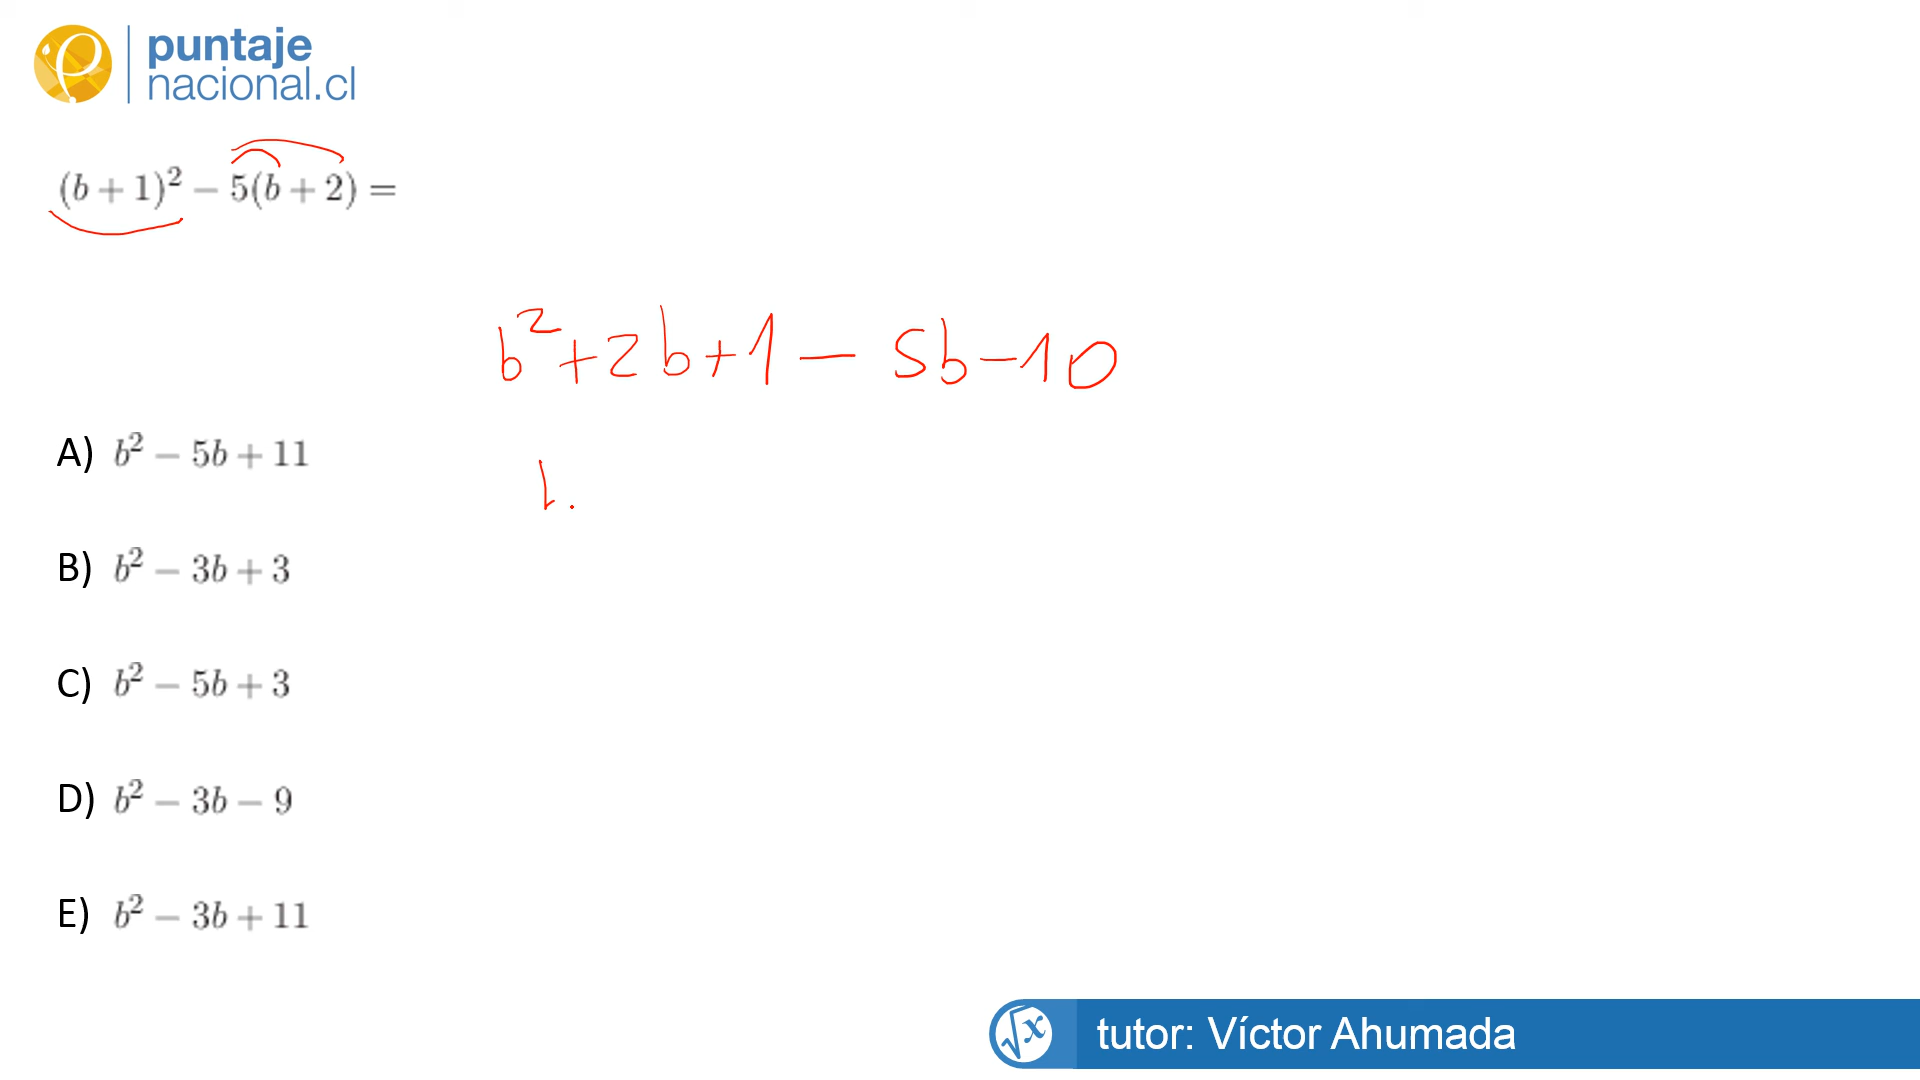 puntaje
nacional.cl
(b + 1)² − 5(b + 2) =
b² + 2b + 1 − 5b − 10
A) b² − 5b + 11
B) b² − 3b + 3
C) b² − 5b + 3
D) b² − 3b − 9
E) b² − 3b + 11
√x tutor: Víctor Ahumada